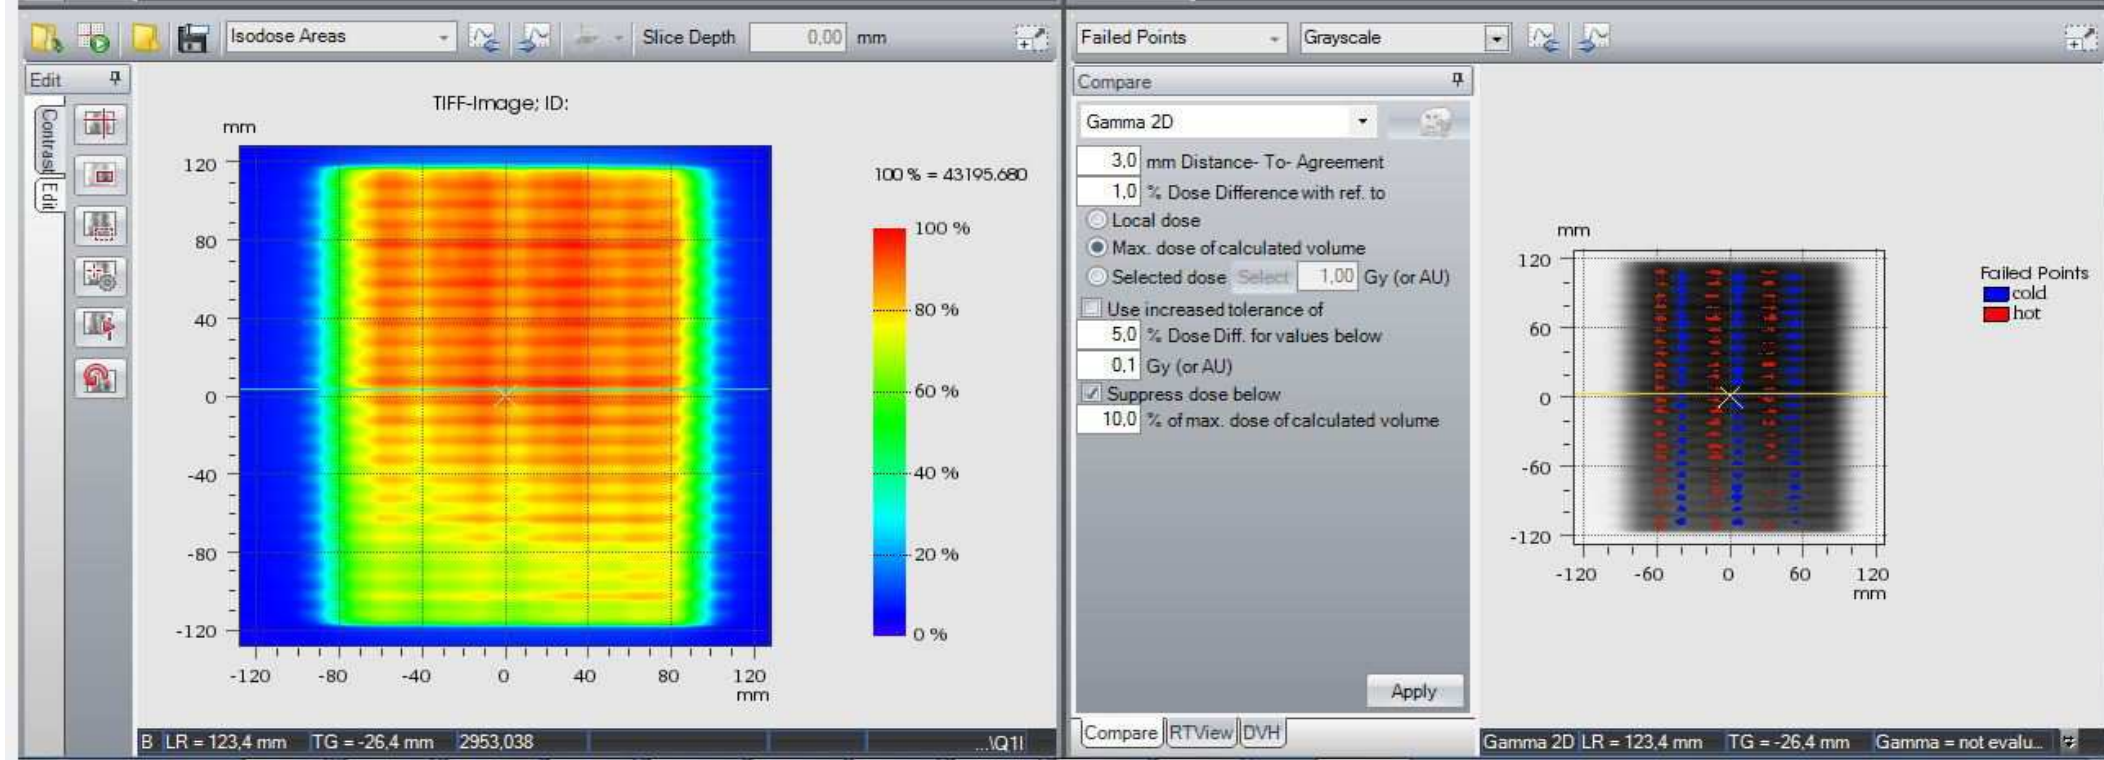 Isodose Areas
Slice Depth 0,00 mm
Edit
Contrast
Edit
TIFF-Image; ID:
mm
120
80
40
0
-40
-80
-120
-120 -80 -40 0 40 80 120
mm
100 % = 43195,680
100 %
80 %
60 %
40 %
20 %
0 %
B LR = 123,4 mm TG = -26,4 mm 2953,038 ...\Q1I
Failed Points Grayscale
Compare
Gamma 2D
3,0 mm Distance- To- Agreement
1,0 % Dose Difference with ref. to
Local dose
Max. dose of calculated volume
Selected dose Select 1,00 Gy (or AU)
Use increased tolerance of
5,0 % Dose Diff. for values below
0,1 Gy (or AU)
Suppress dose below
10,0 % of max. dose of calculated volume
Apply
Compare RTView DVH
mm
120
60
0
-60
-120
-120 -60 0 60 120
mm
Failed Points
cold
hot
Gamma 2D LR = 123,4 mm TG = -26,4 mm Gamma = not evalu...